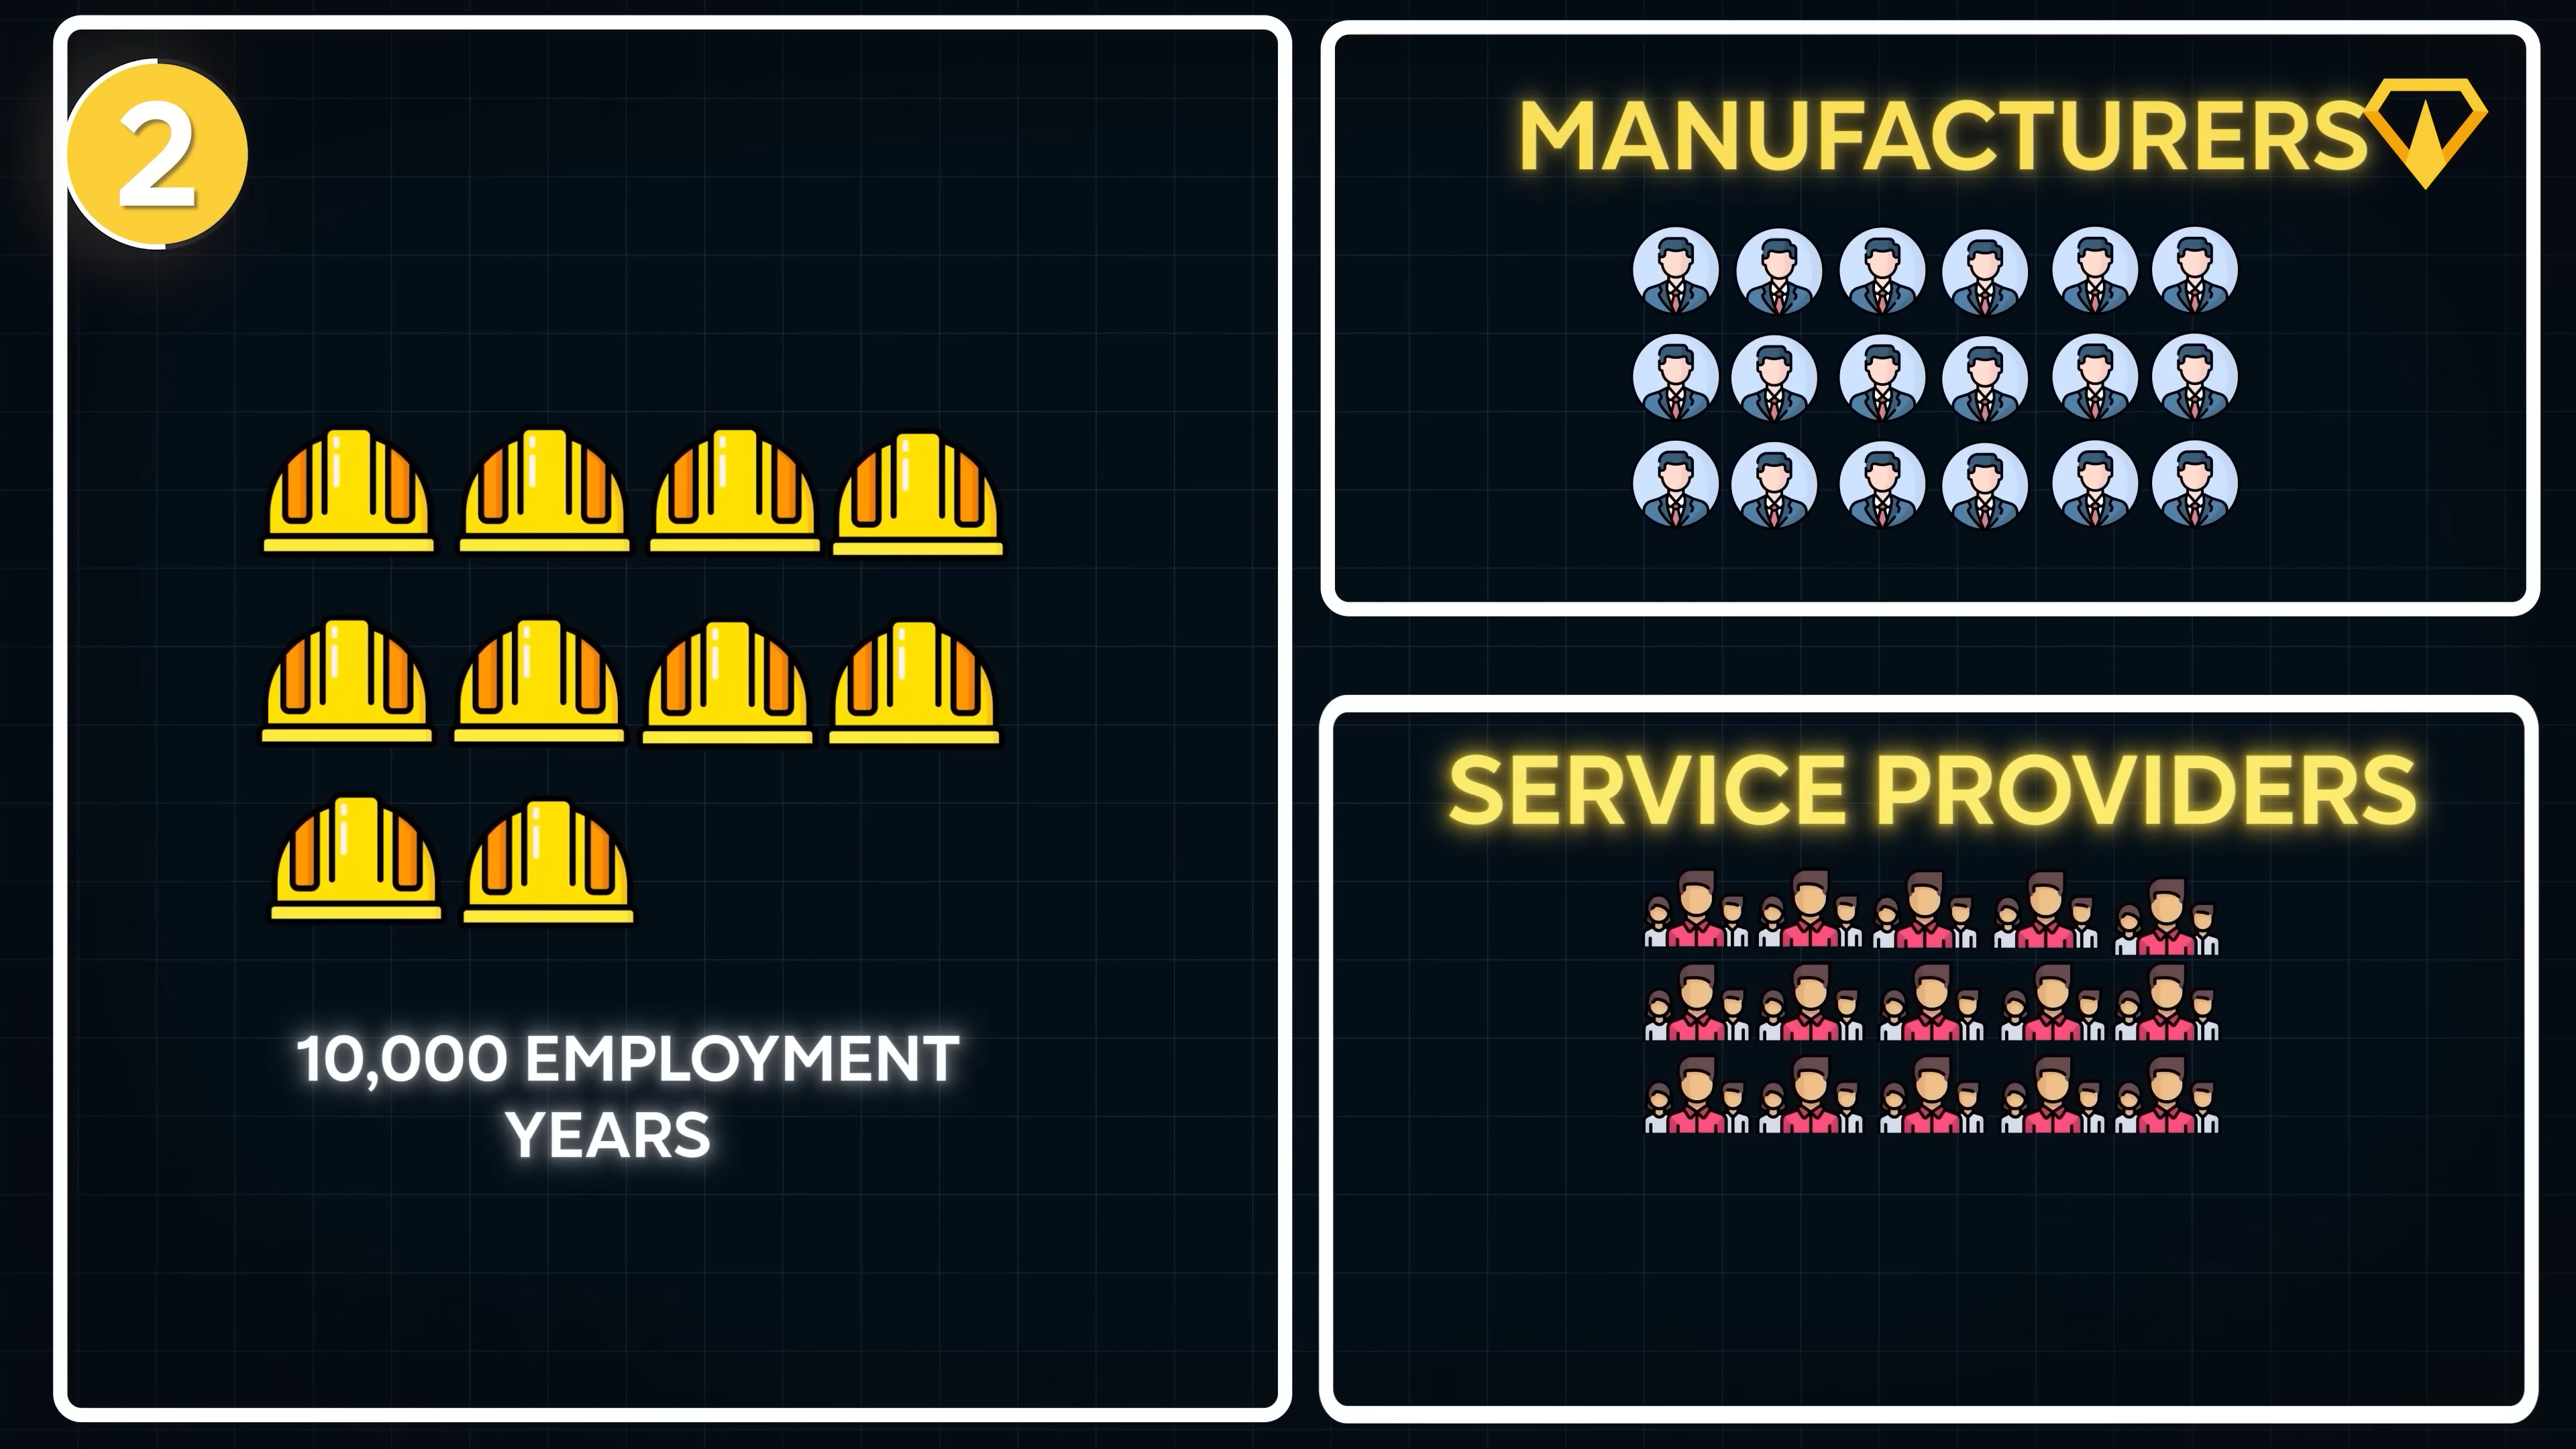 2
10,000 EMPLOYMENT
YEARS
MANUFACTURERS
SERVICE PROVIDERS